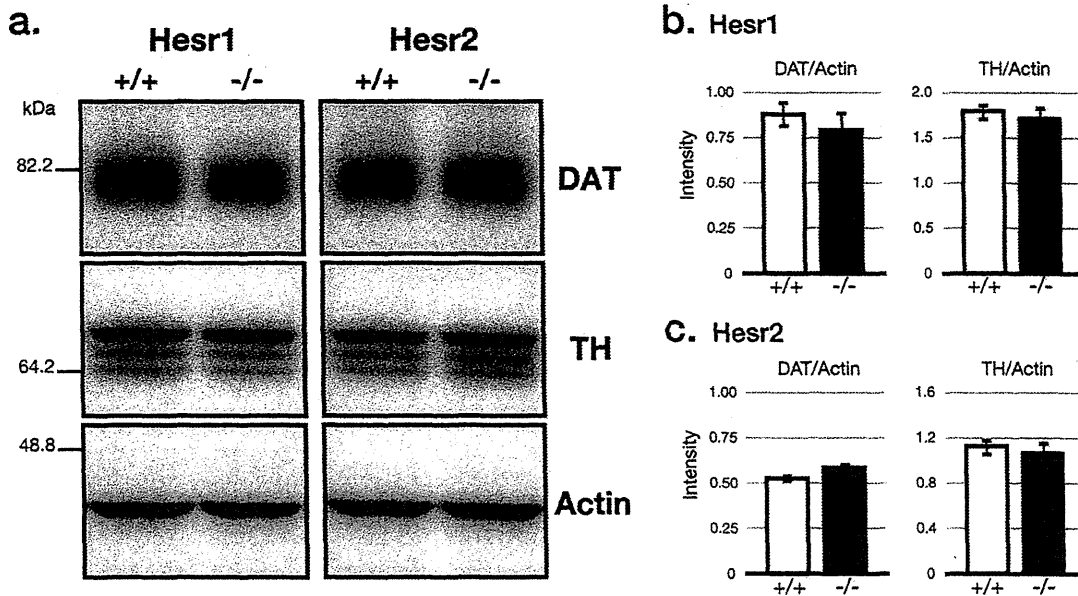 a.
Hesr1 Hesr2
+/+ -/- +/+ -/-
kDa
82.2
DAT
64.2
TH
48.8
Actin
b. Hesr1
DAT/Actin
1.00
0.75
0.50
0.25
0
Intensity
+/+ -/-
TH/Actin
2.0
1.5
1.0
0.5
0
+/+ -/-
c. Hesr2
DAT/Actin
1.00
0.75
0.50
0.25
0
Intensity
+/+ -/-
TH/Actin
1.6
1.2
0.8
0.4
0
+/+ -/-